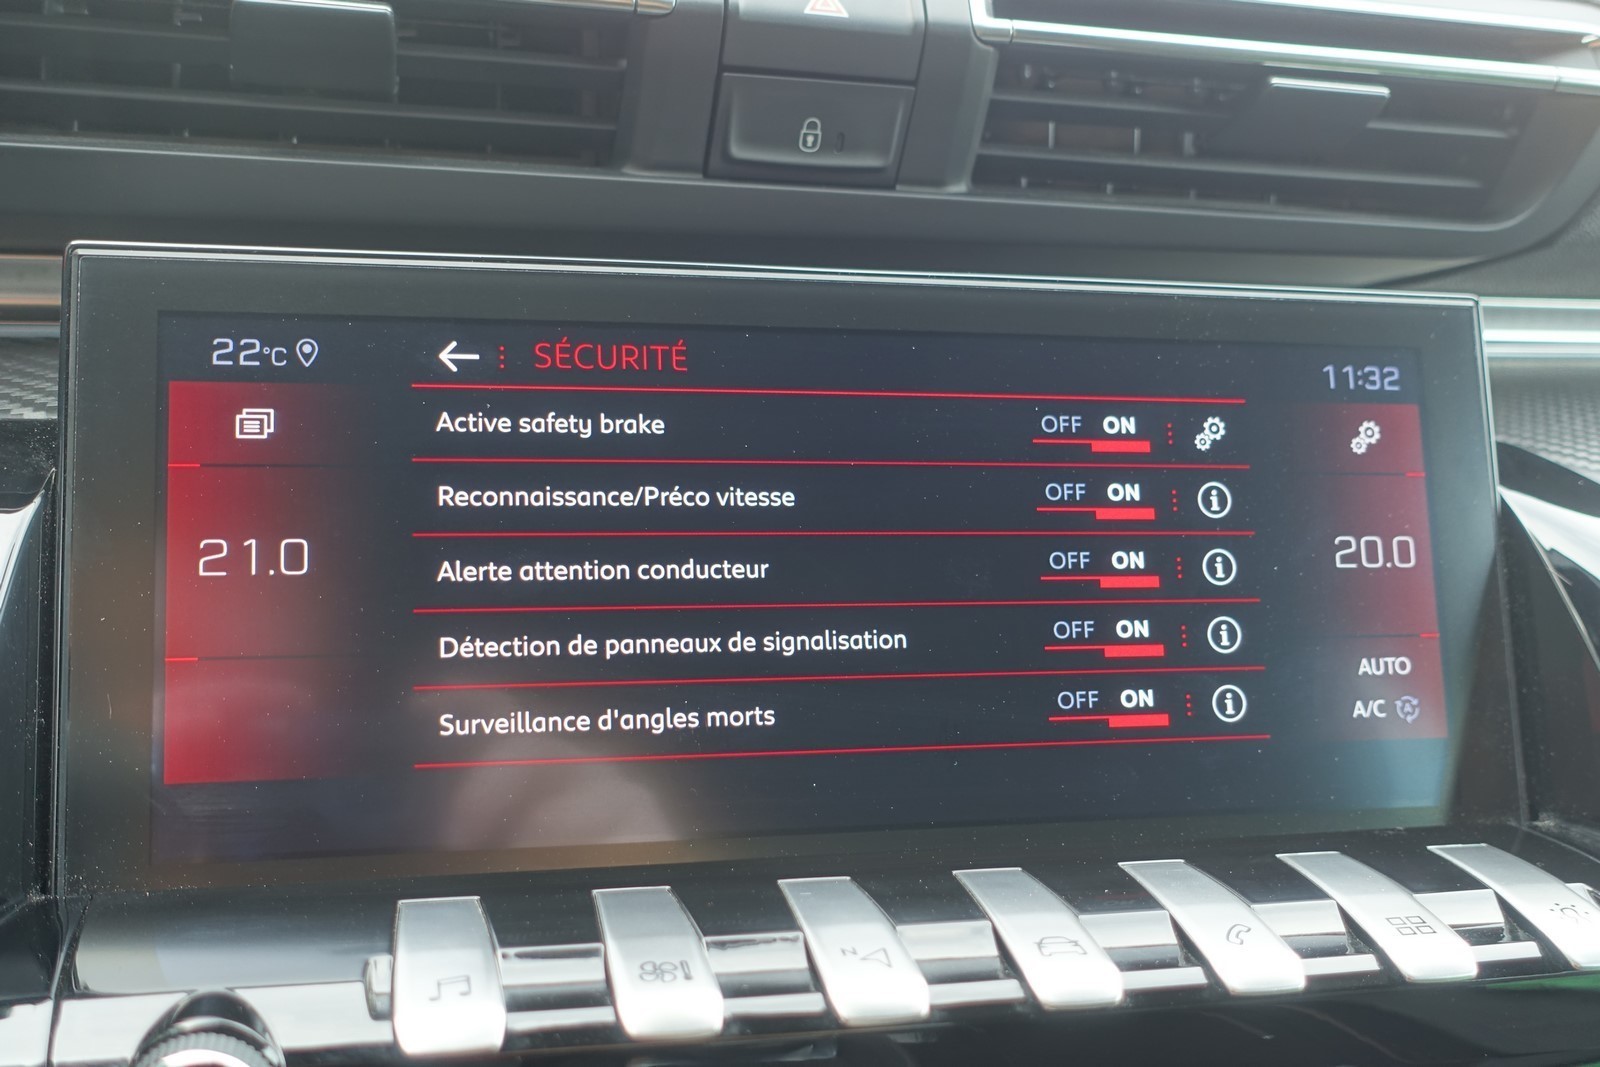 22°C
SÉCURITÉ
11:32
Active safety brake OFF ON
Reconnaissance/Préco vitesse OFF ON
Alerte attention conducteur OFF ON
Détection de panneaux de signalisation OFF ON
Surveillance d'angles morts OFF ON
21.0
20.0
AUTO
A/C
N